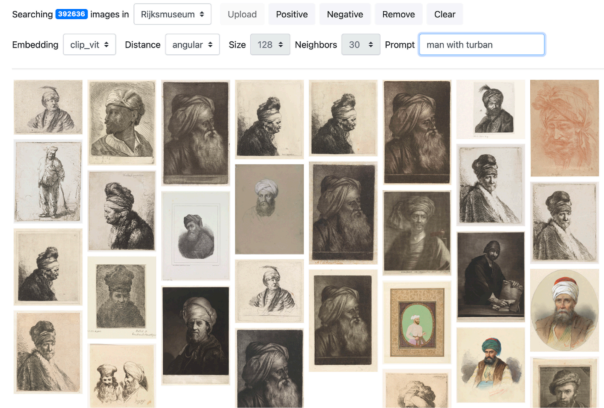 Searching 392636 images in Rijksmuseum Upload Positive Negative Remove Clear
Embedding clip_vit Distance angular Size 128 Neighbors 30 Prompt man with turban